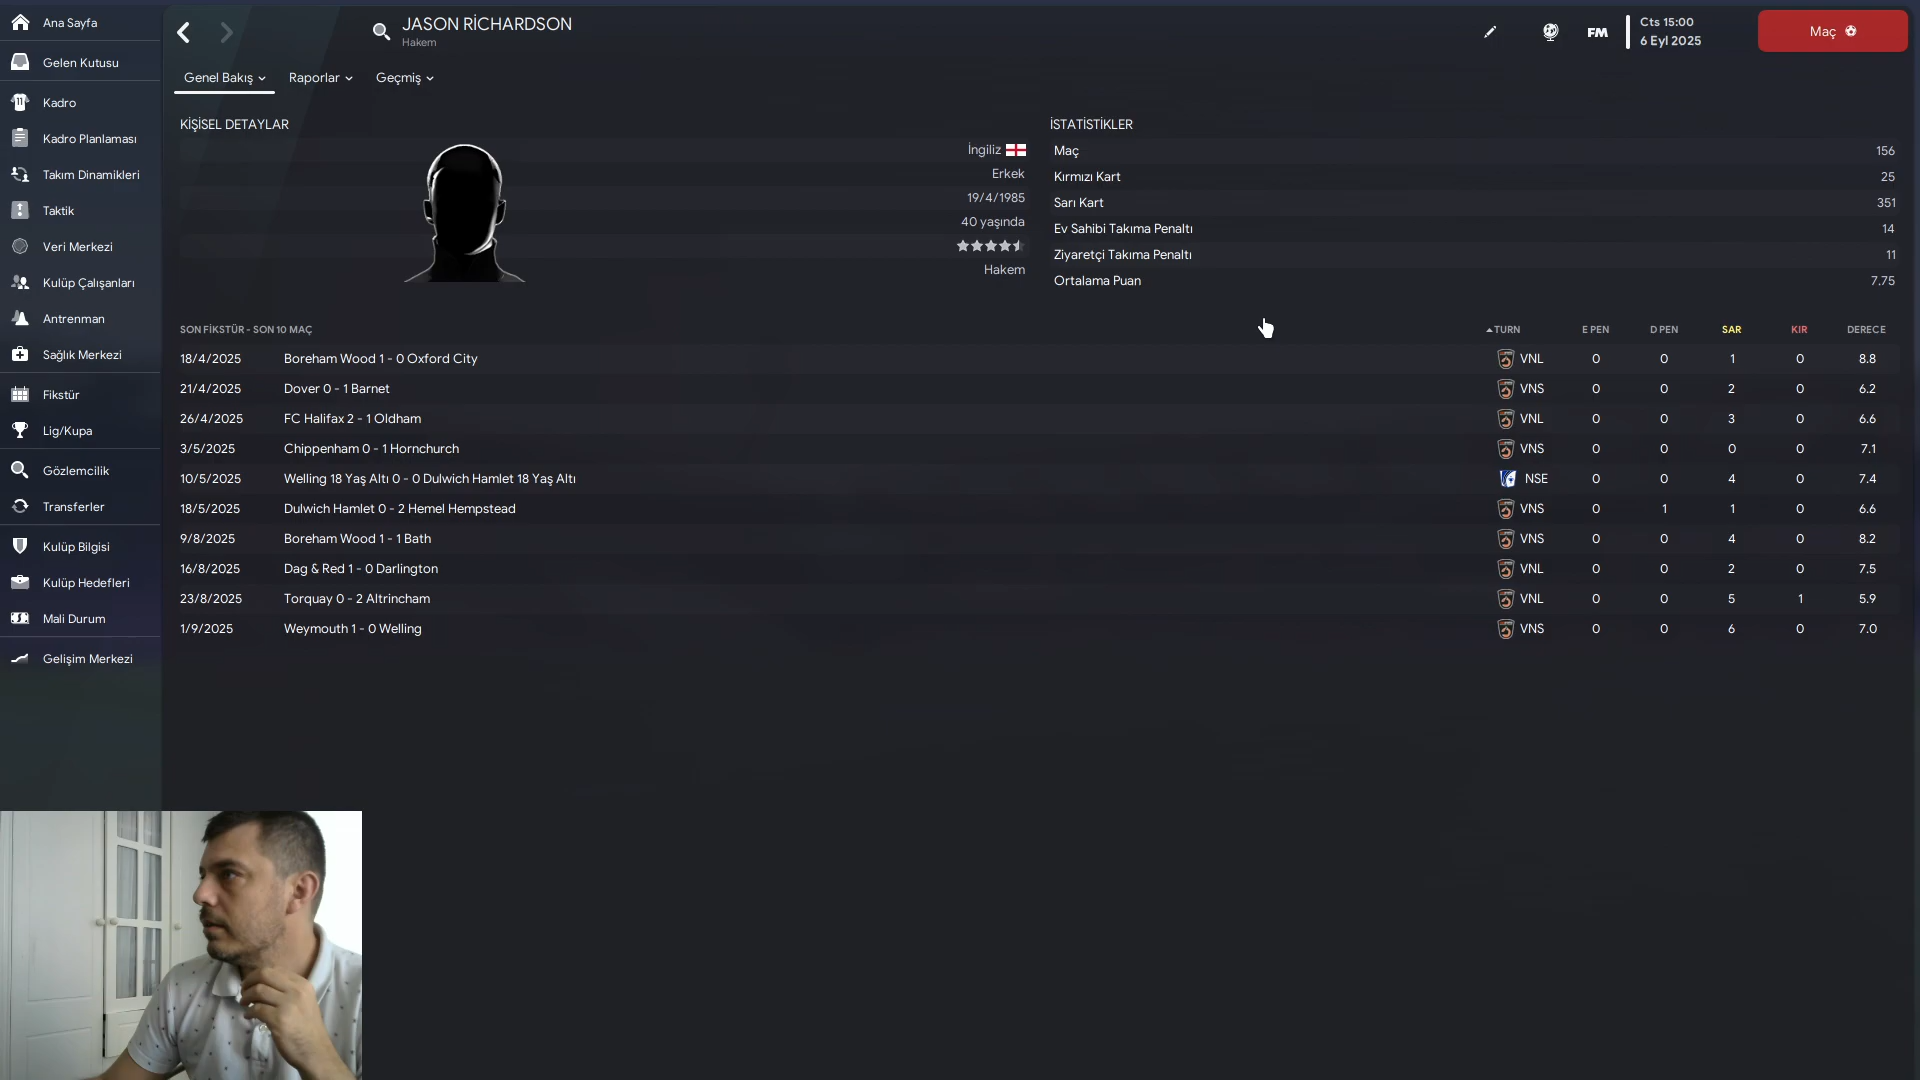 Ana Sayfa
Gelen Kutusu
Kadro
Kadro Planlaması
Takım Dinamikleri
Taktik
Veri Merkezi
Kulüp Çalışanları
Antrenman
Sağlık Merkezi
Fikstür
Lig/Kupa
Gözlemcilik
Transferler
Kulüp Bilgisi
Kulüp Hedefleri
Mali Durum
Gelişim Merkezi
JASON RİCHARDSON
Hakem
FM
Cts 15:00
6 Eyl 2025
Maç
Genel Bakış Raporlar Geçmiş
KİŞİSEL DETAYLAR
İngiliz
Erkek
19/4/1985
40 yaşında
Hakem
İSTATİSTİKLER
Maç 156
Kırmızı Kart 25
Sarı Kart 351
Ev Sahibi Takıma Penaltı 14
Ziyaretçi Takıma Penaltı 11
Ortalama Puan 7.75
SON FİKSTÜR - SON 10 MAÇ TURN E PEN D PEN SAR KIR DERECE
18/4/2025 Boreham Wood 1 - 0 Oxford City VNL 0 0 1 0 8.8
21/4/2025 Dover 0 - 1 Barnet VNS 0 0 2 0 6.2
26/4/2025 FC Halifax 2 - 1 Oldham VNL 0 0 3 0 6.6
3/5/2025 Chippenham 0 - 1 Hornchurch VNS 0 0 0 0 7.1
10/5/2025 Welling 18 Yaş Altı 0 - 0 Dulwich Hamlet 18 Yaş Altı NSE 0 0 4 0 7.4
18/5/2025 Dulwich Hamlet 0 - 2 Hemel Hempstead VNS 0 1 1 0 6.6
9/8/2025 Boreham Wood 1 - 1 Bath VNS 0 0 4 0 8.2
16/8/2025 Dag & Red 1 - 0 Darlington VNL 0 0 2 0 7.5
23/8/2025 Torquay 0 - 2 Altrincham VNL 0 0 5 1 5.9
1/9/2025 Weymouth 1 - 0 Welling VNS 0 0 6 0 7.0